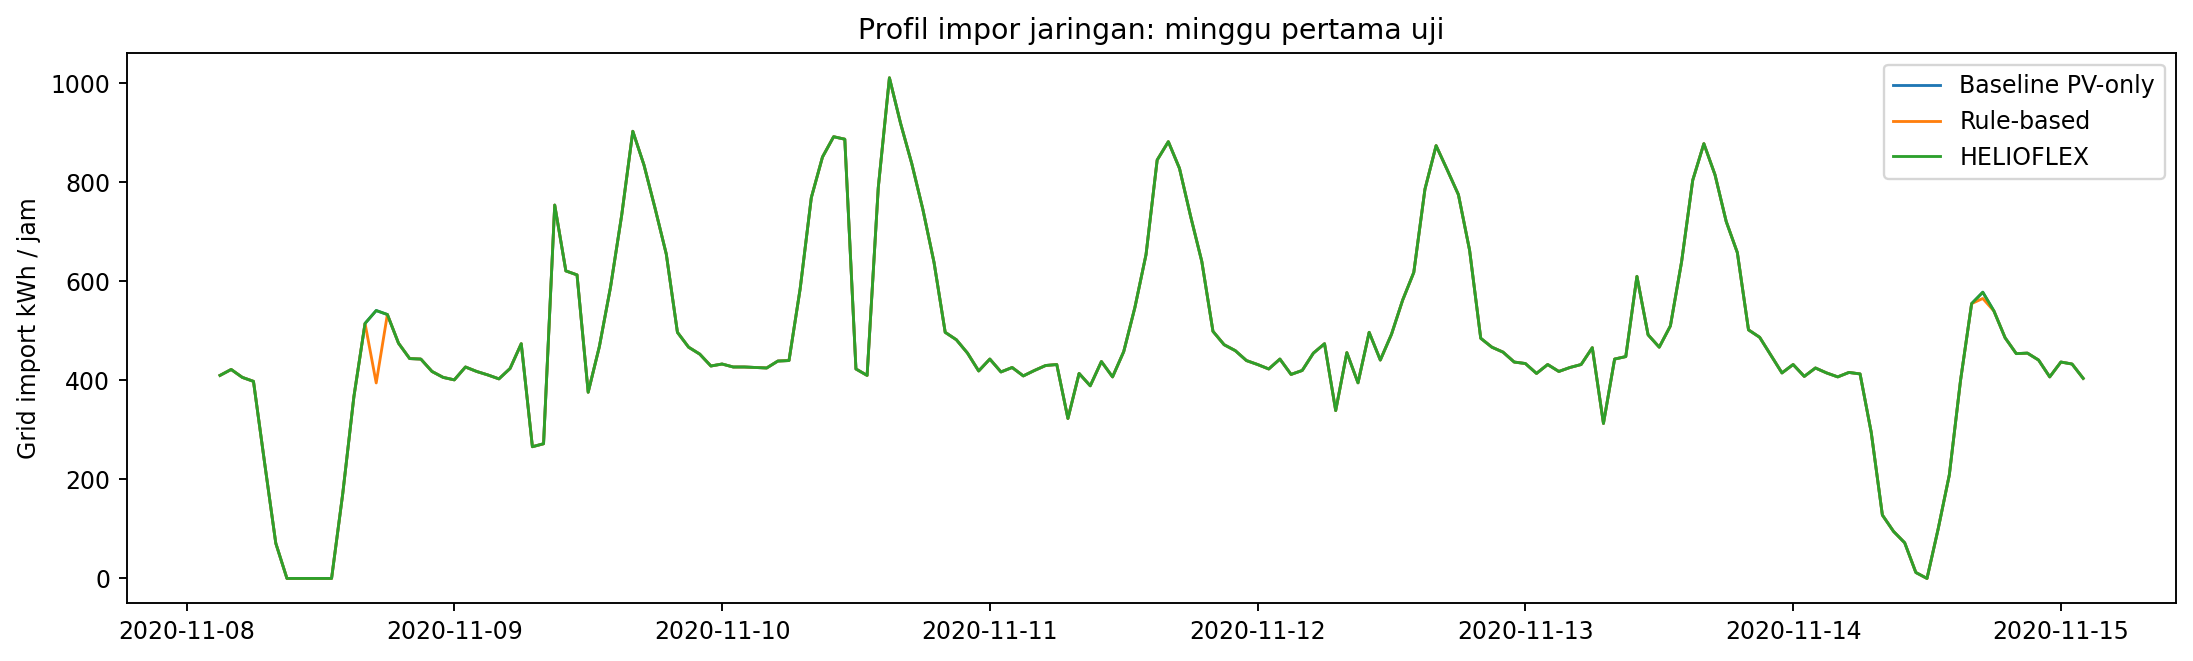 Profil impor jaringan: minggu pertama uji
Baseline PV-only
Rule-based
HELIOFLEX
Grid import kWh / jam
1000
800
600
400
200
0
2020-11-08 2020-11-09 2020-11-10 2020-11-11 2020-11-12 2020-11-13 2020-11-14 2020-11-15